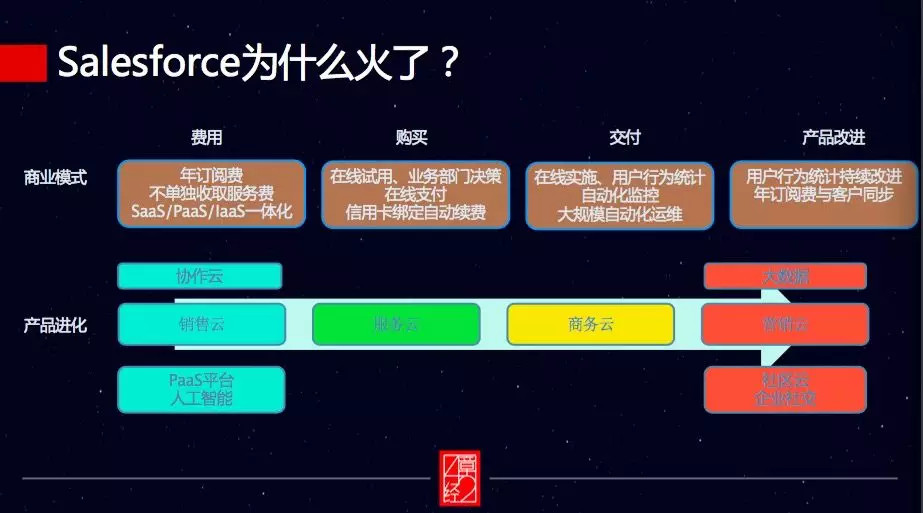 Salesforce为什么火了？
费用
购买
交付
产品改进
商业模式
年订阅费
不单独收取服务费
SaaS/PaaS/IaaS一体化
在线试用、业务部门决策
在线支付
信用卡绑定自动续费
在线实施、用户行为统计
自动化监控
大规模自动化运维
用户行为统计持续改进
年订阅费与客户同步
协作云
大数据
产品进化
销售云
服务云
商务云
营销云
PaaS平台
人工智能
社区云
企业社交